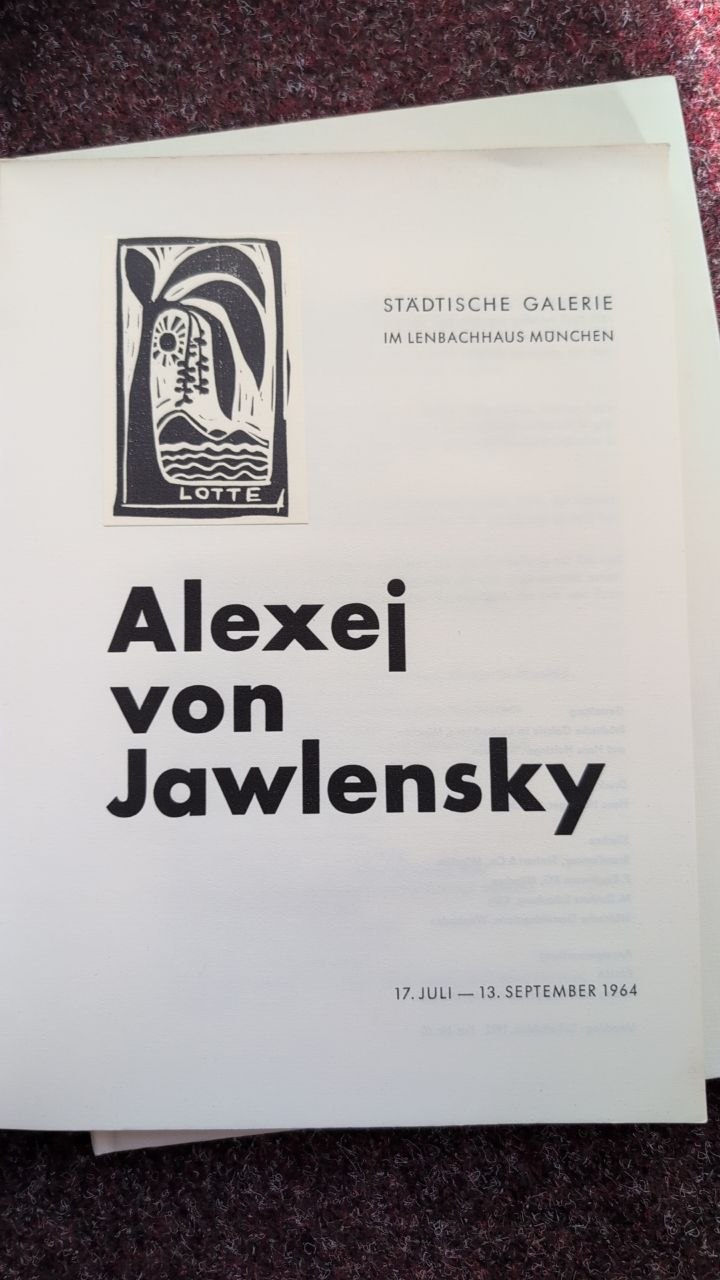 LOTTE
STÄDTISCHE GALERIE
IM LENBACHHAUS MÜNCHEN
Alexej
von
Jawlensky
17. JULI — 13. SEPTEMBER 1964